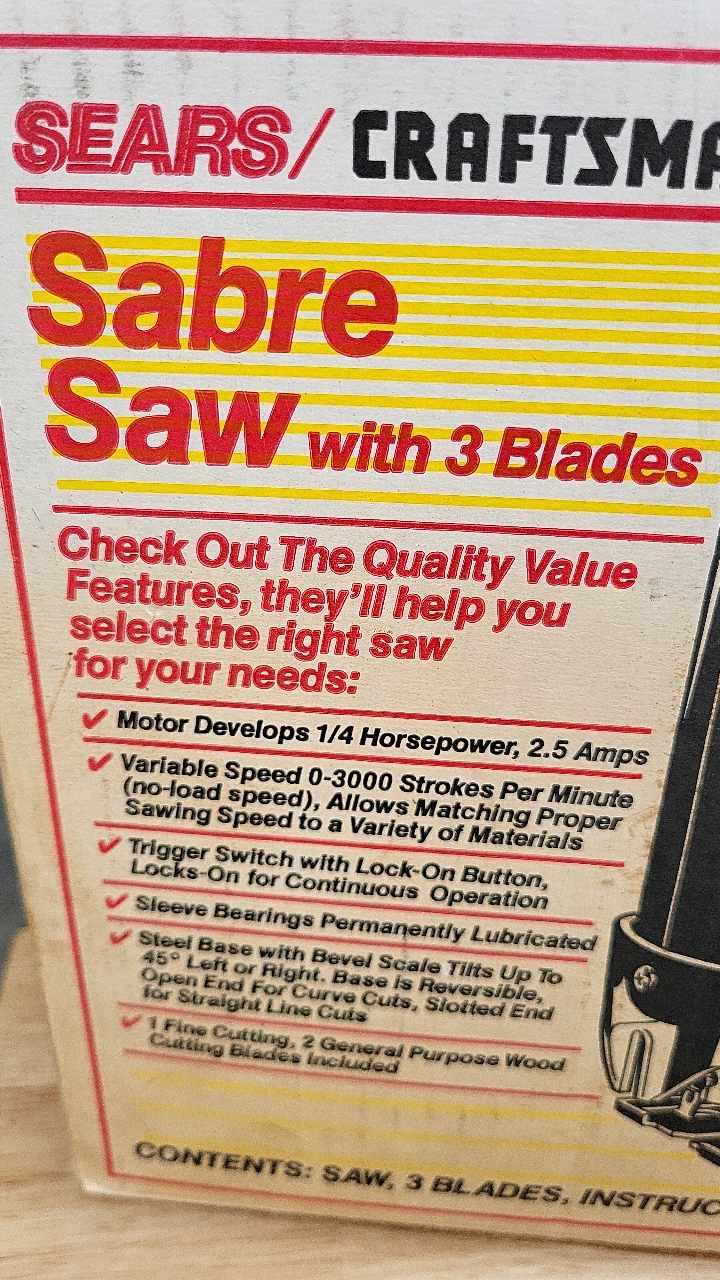 SEARS/ CRAFTSMA
Sabre
Saw with 3 Blades
Check Out The Quality Value
Features, they'll help you
select the right saw
for your needs:
✓ Motor Develops 1/4 Horsepower, 2.5 Amps
✓ Variable Speed 0-3000 Strokes Per Minute
(no-load speed), Allows Matching Proper
Sawing Speed to a Variety of Materials
✓ Trigger Switch with Lock-On Button,
Locks-On for Continuous Operation
✓ Sleeve Bearings Permanently Lubricated
✓ Steel Base with Bevel Scale Tilts Up To
45° Left or Right. Base is Reversible,
Open End For Curve Cuts, Slotted End
for Straight Line Cuts
✓ 1 Fine Cutting, 2 General Purpose Wood
Cutting Blades Included
CONTENTS: SAW, 3 BLADES, INSTRUC